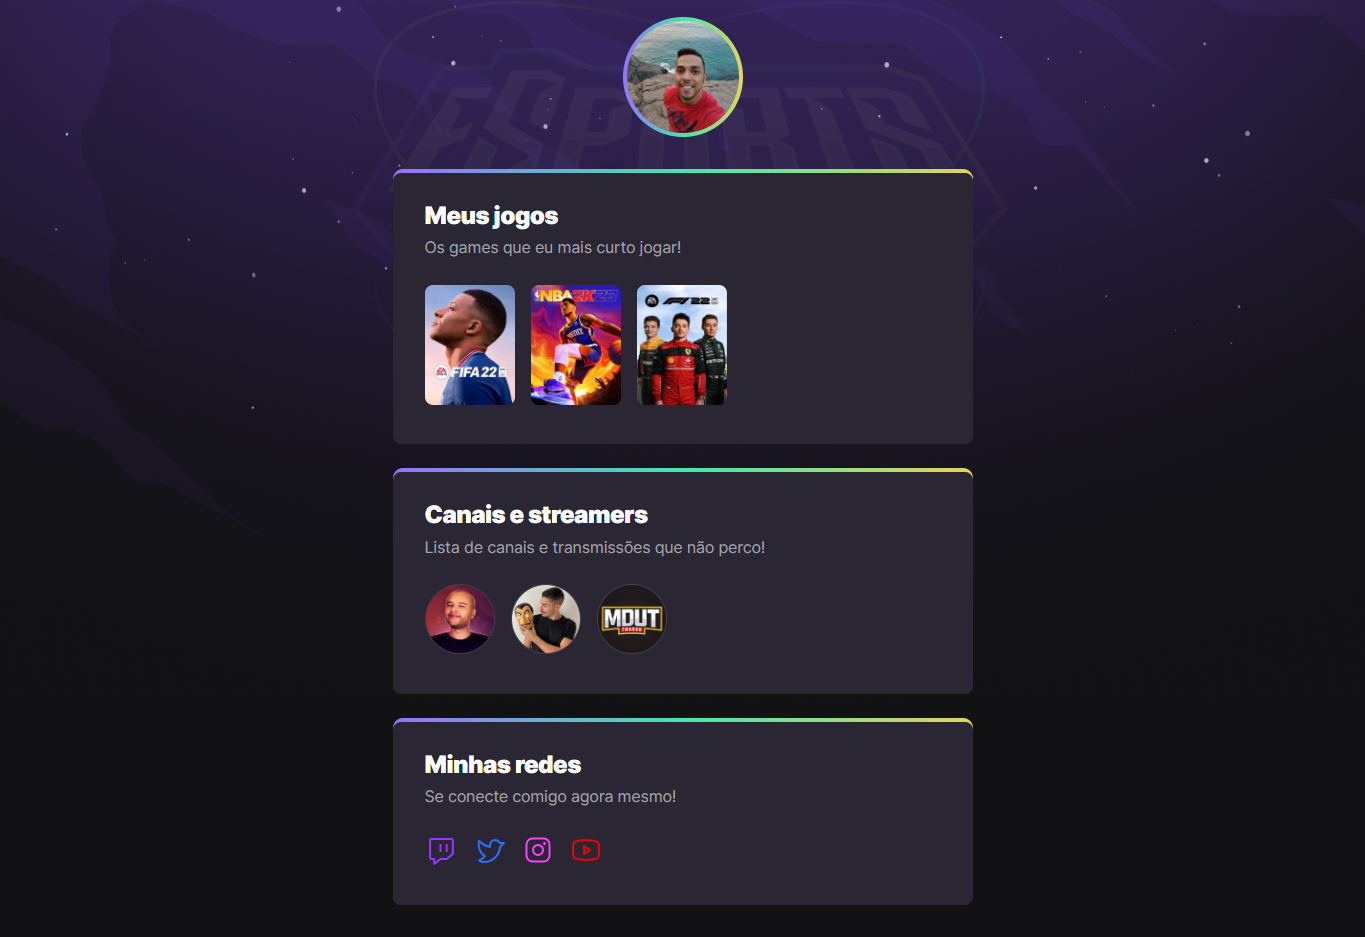 ESPORTS
Meus jogos
Os games que eu mais curto jogar!
FIFA 22
NBA 2K23
F1 22
Canais e streamers
Lista de canais e transmissões que não perco!
MDUT
Minhas redes
Se conecte comigo agora mesmo!